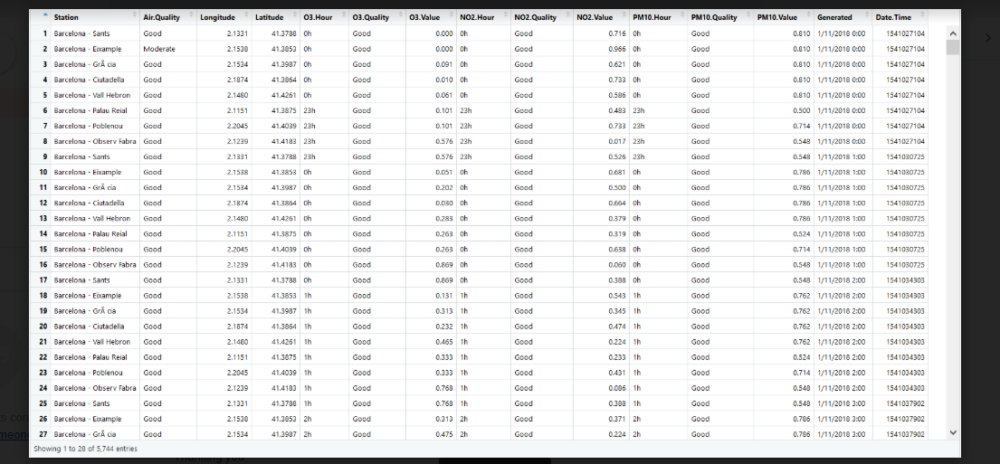 Station Air.Quality Longitude Latitude O3.Hour O3.Quality O3.Value NO2.Hour NO2.Quality NO2.Value PM10.Hour PM10.Quality PM10.Value Generated Date.Time
1 Barcelona - Sants Good 2.1331 41.3788 0h Good 0.000 0h Good 0.716 0h Good 0.810 1/11/2018 0:00 1541027104
2 Barcelona - Eixample Moderate 2.1538 41.3853 0h Good 0.000 0h Good 0.966 0h Good 0.810 1/11/2018 0:00 1541027104
3 Barcelona - GrÃ cia Good 2.1534 41.3987 0h Good 0.091 0h Good 0.621 0h Good 0.810 1/11/2018 0:00 1541027104
4 Barcelona - Ciutadella Good 2.1874 41.3864 0h Good 0.010 0h Good 0.733 0h Good 0.810 1/11/2018 0:00 1541027104
5 Barcelona - Vall Hebron Good 2.1480 41.4261 0h Good 0.061 0h Good 0.586 0h Good 0.810 1/11/2018 0:00 1541027104
6 Barcelona - Palau Reial Good 2.1151 41.3875 23h Good 0.101 23h Good 0.483 23h Good 0.500 1/11/2018 0:00 1541027104
7 Barcelona - Poblenou Good 2.2045 41.4039 23h Good 0.101 23h Good 0.733 23h Good 0.714 1/11/2018 0:00 1541027104
8 Barcelona - Observ Fabra Good 2.1239 41.4183 23h Good 0.576 23h Good 0.017 23h Good 0.548 1/11/2018 0:00 1541027104
9 Barcelona - Sants Good 2.1331 41.3788 23h Good 0.576 23h Good 0.526 23h Good 0.548 1/11/2018 1:00 1541030725
10 Barcelona - Eixample Good 2.1538 41.3853 0h Good 0.051 0h Good 0.681 0h Good 0.786 1/11/2018 1:00 1541030725
11 Barcelona - GrÃ cia Good 2.1534 41.3987 0h Good 0.202 0h Good 0.500 0h Good 0.786 1/11/2018 1:00 1541030725
12 Barcelona - Ciutadella Good 2.1874 41.3864 0h Good 0.030 0h Good 0.664 0h Good 0.786 1/11/2018 1:00 1541030725
13 Barcelona - Vall Hebron Good 2.1480 41.4261 0h Good 0.283 0h Good 0.379 0h Good 0.786 1/11/2018 1:00 1541030725
14 Barcelona - Palau Reial Good 2.1151 41.3875 0h Good 0.263 0h Good 0.319 0h Good 0.524 1/11/2018 1:00 1541030725
15 Barcelona - Poblenou Good 2.2045 41.4039 0h Good 0.263 0h Good 0.638 0h Good 0.714 1/11/2018 1:00 1541030725
16 Barcelona - Observ Fabra Good 2.1239 41.4183 0h Good 0.869 0h Good 0.060 0h Good 0.548 1/11/2018 1:00 1541030725
17 Barcelona - Sants Good 2.1331 41.3788 0h Good 0.869 0h Good 0.388 0h Good 0.548 1/11/2018 2:00 1541034303
18 Barcelona - Eixample Good 2.1538 41.3853 1h Good 0.131 1h Good 0.543 1h Good 0.762 1/11/2018 2:00 1541034303
19 Barcelona - GrÃ cia Good 2.1534 41.3987 1h Good 0.313 1h Good 0.345 1h Good 0.762 1/11/2018 2:00 1541034303
20 Barcelona - Ciutadella Good 2.1874 41.3864 1h Good 0.232 1h Good 0.474 1h Good 0.762 1/11/2018 2:00 1541034303
21 Barcelona - Vall Hebron Good 2.1480 41.4261 1h Good 0.465 1h Good 0.224 1h Good 0.762 1/11/2018 2:00 1541034303
22 Barcelona - Palau Reial Good 2.1151 41.3875 1h Good 0.333 1h Good 0.233 1h Good 0.524 1/11/2018 2:00 1541034303
23 Barcelona - Poblenou Good 2.2045 41.4039 1h Good 0.333 1h Good 0.431 1h Good 0.714 1/11/2018 2:00 1541034303
24 Barcelona - Observ Fabra Good 2.1239 41.4183 1h Good 0.768 1h Good 0.086 1h Good 0.548 1/11/2018 2:00 1541034303
25 Barcelona - Sants Good 2.1331 41.3788 1h Good 0.768 1h Good 0.388 1h Good 0.548 1/11/2018 3:00 1541037902
26 Barcelona - Eixample Good 2.1538 41.3853 2h Good 0.313 2h Good 0.371 2h Good 0.786 1/11/2018 3:00 1541037902
27 Barcelona - GrÃ cia Good 2.1534 41.3987 2h Good 0.475 2h Good 0.224 2h Good 0.786 1/11/2018 3:00 1541037902
Showing 1 to 28 of 5,744 entries